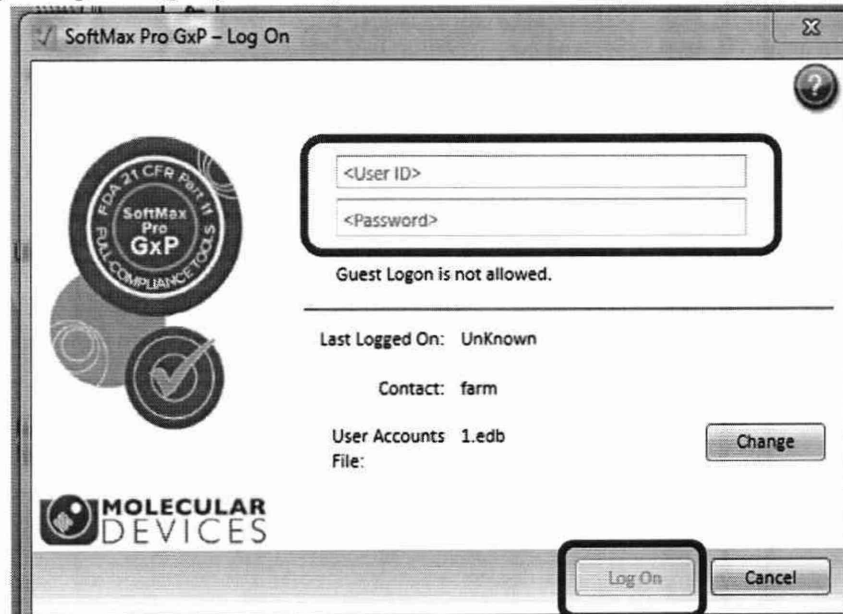 SoftMax Pro GxP – Log On
?
FDA 21 CFR Part 11
SoftMax
Pro
GxP
FULL-COMPLIANCE TOOLS
<User ID>
<Password>
Guest Logon is not allowed.
Last Logged On: UnKnown
Contact: farm
User Accounts 1.edb
File:
Change
MOLECULAR
DEVICES
Log On
Cancel